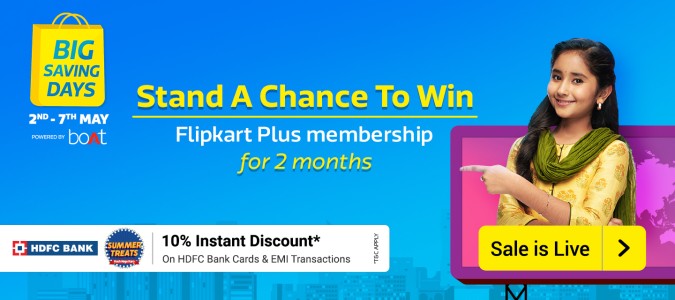 BIG
SAVING
DAYS
2ND - 7TH MAY
POWERED BY boAt
Stand A Chance To Win
Flipkart Plus membership
for 2 months
HDFC BANK
SUMMER
TREATS
10% Instant Discount*
On HDFC Bank Cards & EMI Transactions
*T&C APPLY
Sale is Live